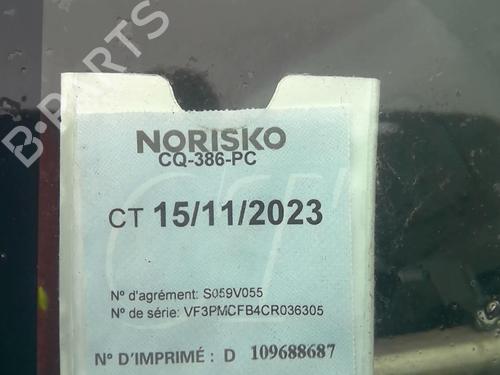 B-PARTS
NORISKO
CQ-386-PC
CT 15/11/2023
N° d'agrément: S059V055
N° de série: VF3PMCFB4CR036305
N° D'IMPRIMÉ : D 109688687